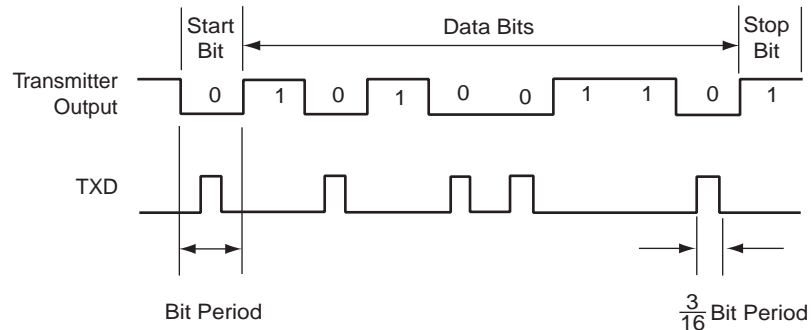 Start Bit
Data Bits
Stop Bit
Transmitter Output
0 1 0 1 0 0 1 1 0 1
TXD
Bit Period
3/16 Bit Period